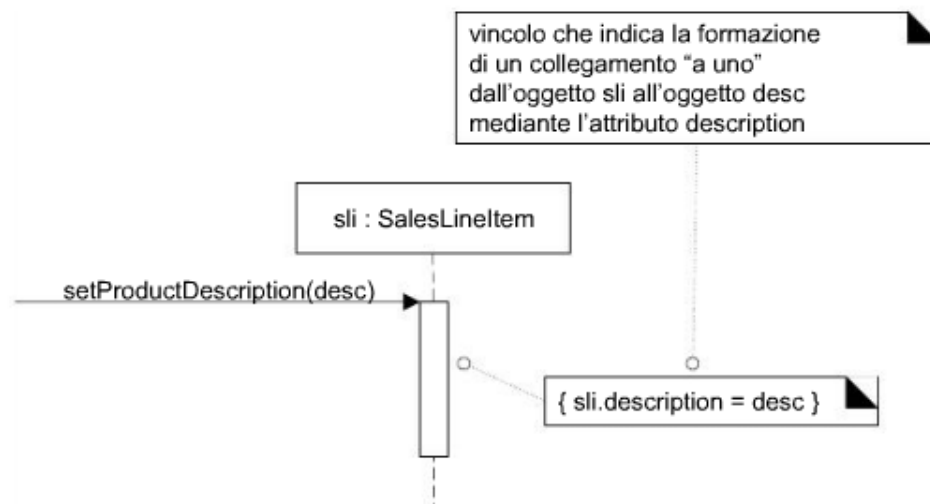 vincolo che indica la formazione
di un collegamento “a uno”
dall’oggetto sli all’oggetto desc
mediante l’attributo description
sli : SalesLineItem
setProductDescription(desc)
{ sli.description = desc }